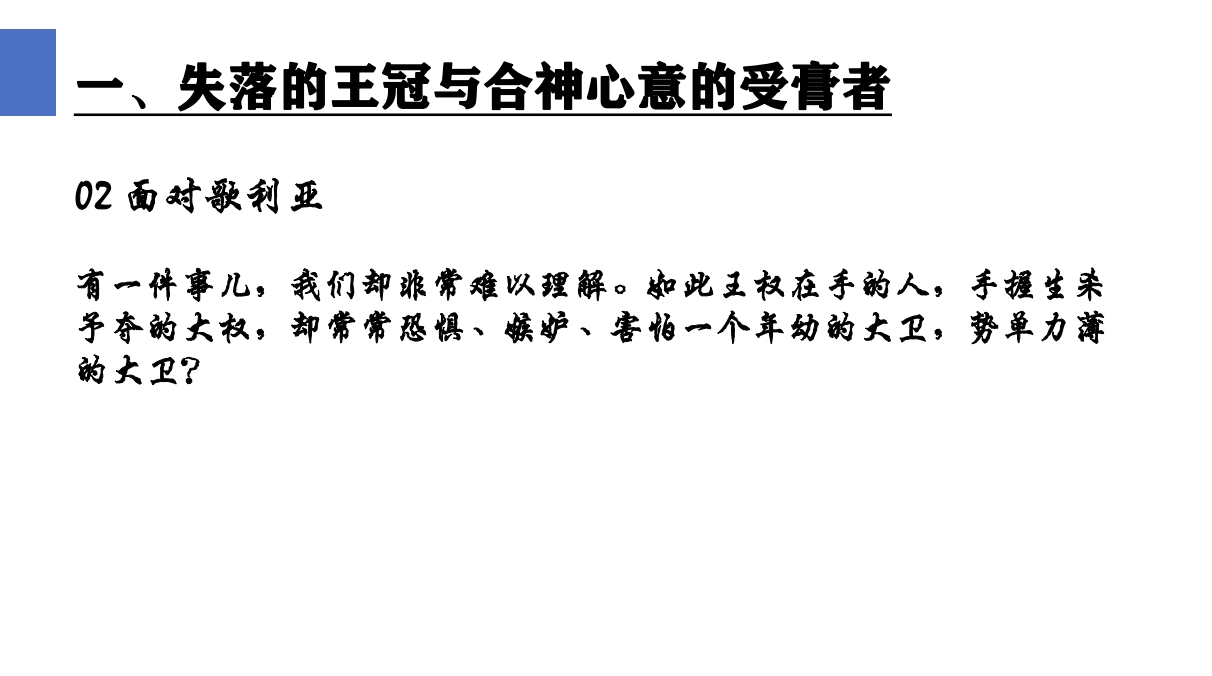 一、失落的王冠与合神心意的受膏者
02 面对歌利亚
有一件事儿，我们却非常难以理解。如此王权在手的人，手握生杀
予夺的大权，却常常恐惧、嫉妒、害怕一个年幼的大卫，势单力薄
的大卫？